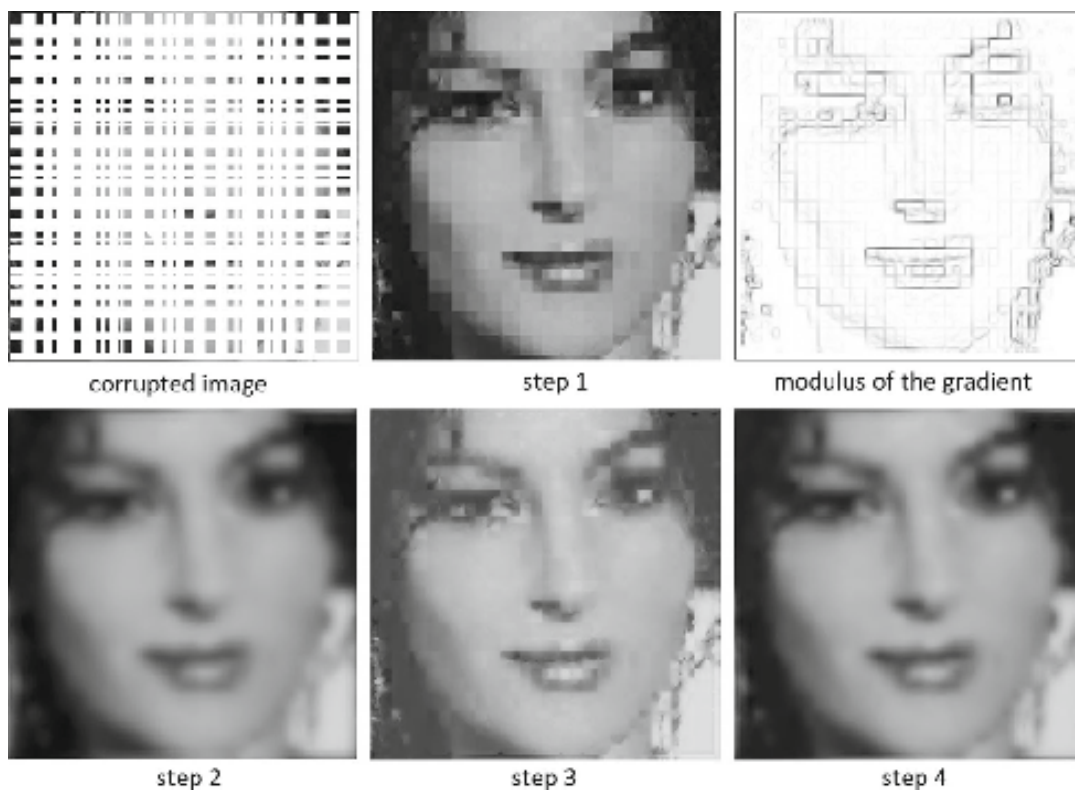 corrupted image
step 1
modulus of the gradient
step 2
step 3
step 4